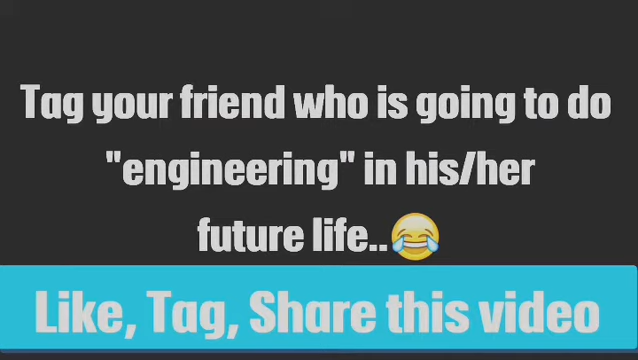 Tag your friend who is going to do
"engineering" in his/her
future life..😂
Like, Tag, Share this video